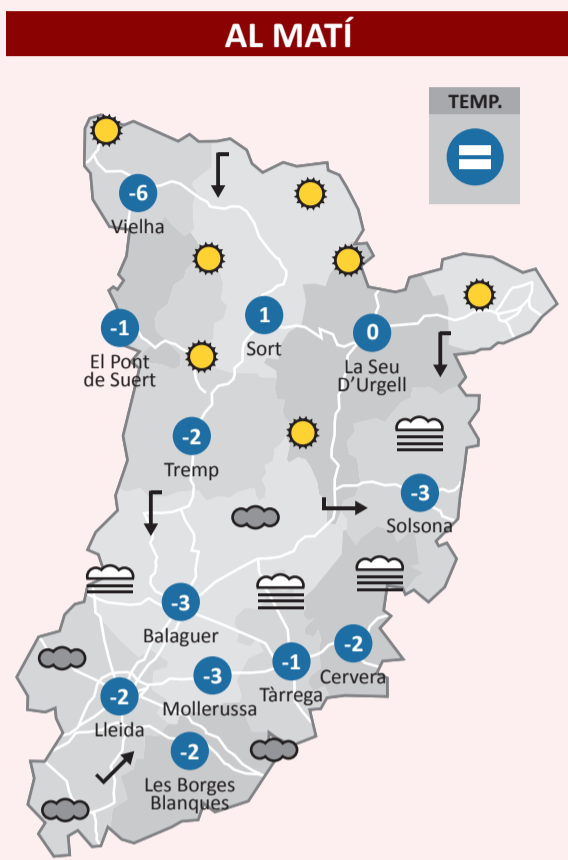 AL MATÍ
TEMP.
-6
Vielha
-1
El Pont
de Suert
1
Sort
0
La Seu
D'Urgell
-2
Tremp
-3
Solsona
-3
Balaguer
-2
Cervera
-1
Tàrrega
-3
Mollerussa
-2
Lleida
-2
Les Borges
Blanques